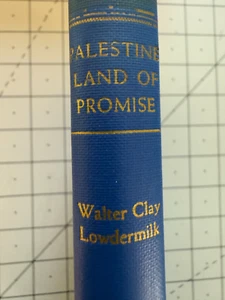 PALESTINE
LAND OF
PROMISE
Walter Clay
Lowdermilk